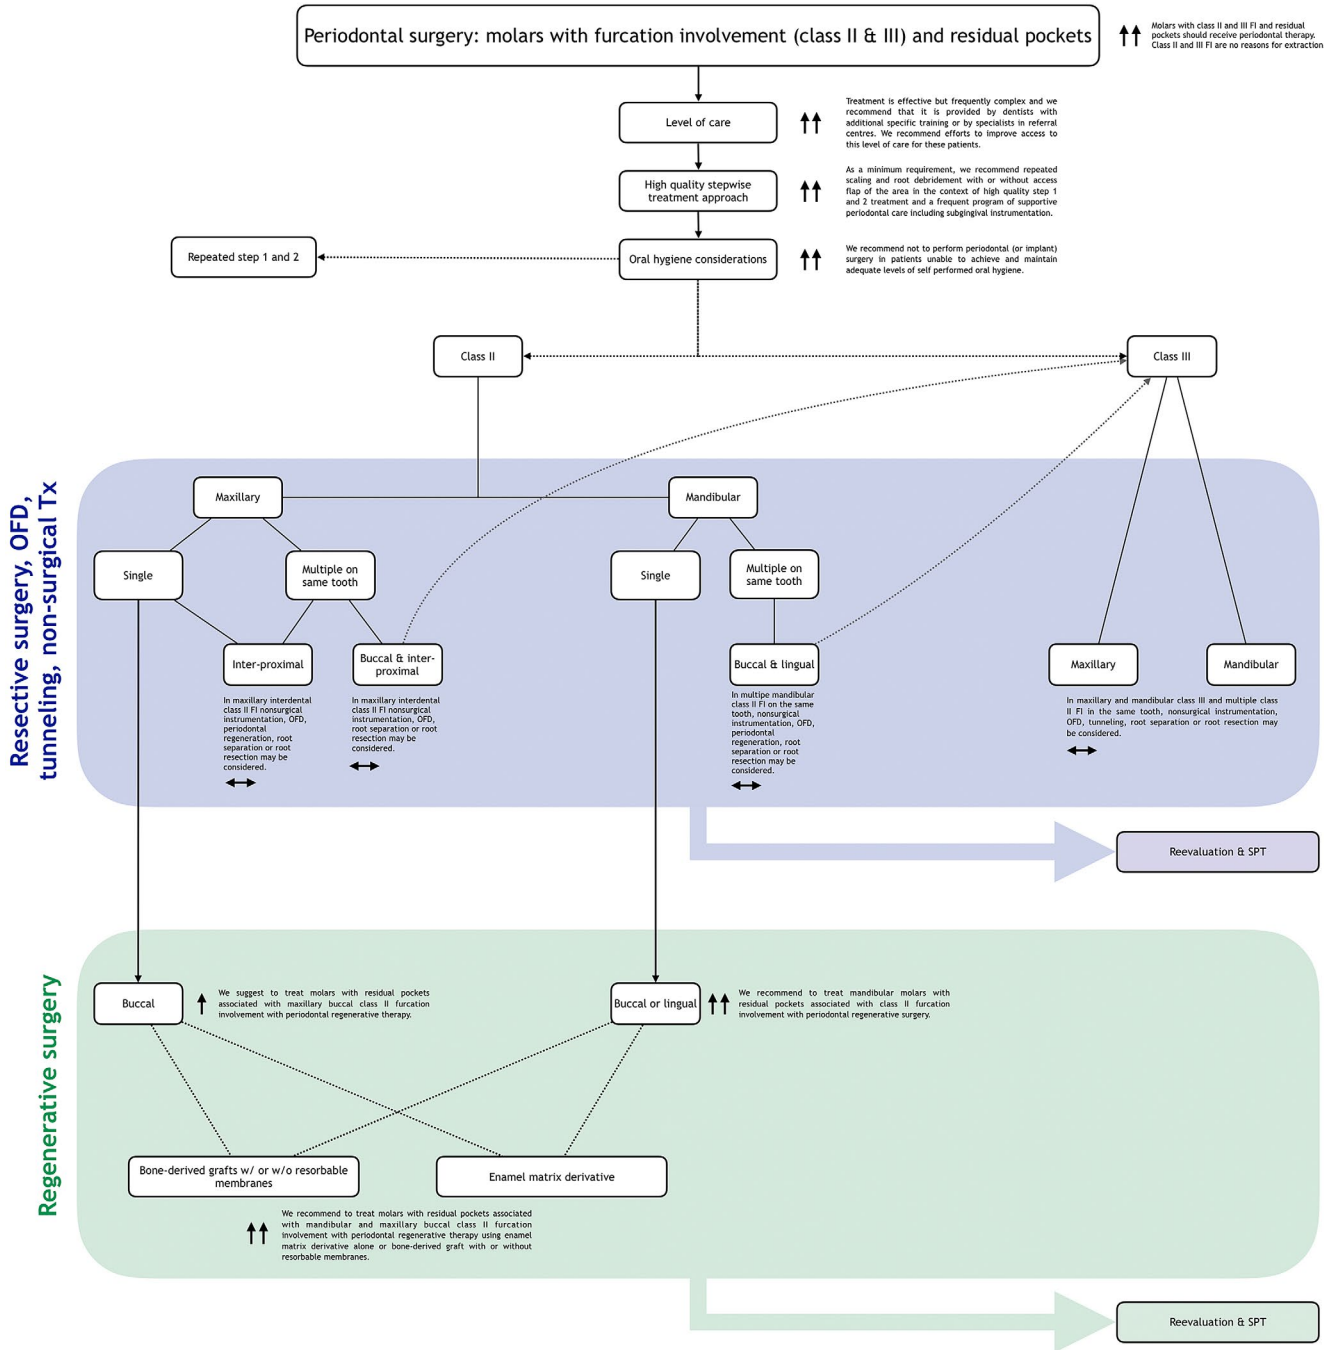 Periodontal surgery: molars with furcation involvement (class II & III) and residual pockets
Molars with class II and III FI and residual
pockets should receive periodontal therapy.
Class II and III FI are no reasons for extraction
Level of care
Treatment is effective but frequently complex and we
recommend that it is provided by dentists with
additional specific training or by specialists in referral
centres. We recommend efforts to improve access to
this level of care for these patients.
High quality stepwise
treatment approach
As a minimum requirement, we recommend repeated
scaling and root debridement with or without access
flap of the area in the context of high quality step 1
and 2 treatment and a frequent program of supportive
periodontal care including subgingival instrumentation.
Repeated step 1 and 2
Oral hygiene considerations
We recommend not to perform periodontal (or implant)
surgery in patients unable to achieve and maintain
adequate levels of self performed oral hygiene.
Class II
Class III
Resective surgery, OFD,
tunneling, non-surgical Tx
Maxillary
Mandibular
Single
Multiple on
same tooth
Single
Multiple on
same tooth
Inter-proximal
Buccal & inter-
proximal
Buccal & lingual
Maxillary
Mandibular
In maxillary interdental
class II FI nonsurgical
instrumentation, OFD,
periodontal
regeneration, root
separation or root
resection may be
considered.
In maxillary interdental
class II FI nonsurgical
instrumentation, OFD,
root separation or root
resection may be
considered.
In multipe mandibular
class II FI on the same
tooth, nonsurgical
instrumentation, OFD,
periodontal
regeneration, root
separation or root
resection may be
considered.
In maxillary and mandibular class III and multiple class
II FI in the same tooth, nonsurgical instrumentation,
OFD, tunneling, root separation or root resection may
be considered.
Reevaluation & SPT
Regenerative surgery
Buccal
We suggest to treat molars with residual pockets
associated with maxillary buccal class II furcation
involvement with periodontal regenerative therapy.
Buccal or lingual
We recommend to treat mandibular molars with
residual pockets associated with class II furcation
involvement with periodontal regenerative surgery.
Bone-derived grafts w/ or w/o resorbable
membranes
Enamel matrix derivative
We recommend to treat molars with residual pockets associated
with mandibular and maxillary buccal class II furcation
involvement with periodontal regenerative therapy using enamel
matrix derivative alone or bone-derived graft with or without
resorbable membranes.
Reevaluation & SPT